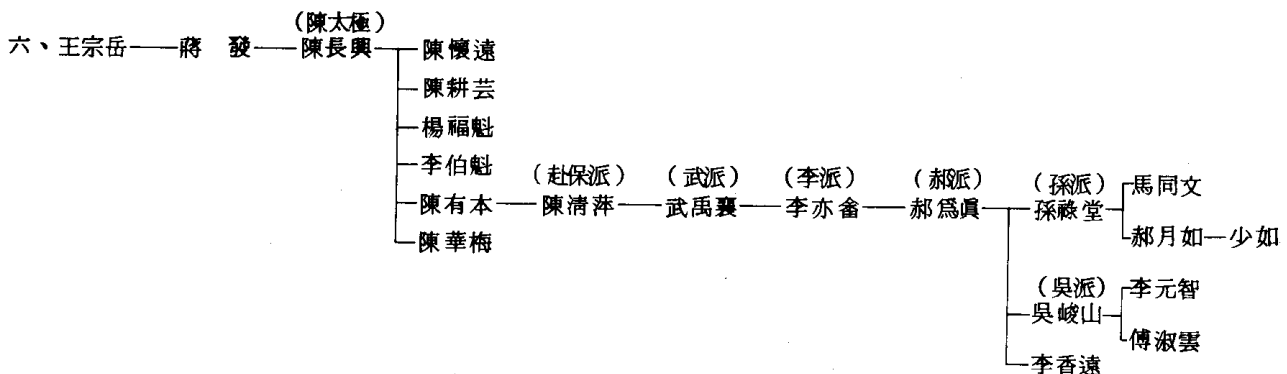 (陳太極)
六、王宗岳 蔣 發 陳長興 陳懷遠
陳耕芸
楊福魁
李伯魁
(赴保派) (武派) (李派) (郝派) (孫派)
陳有本 陳清萍 武禹襄 李亦畬 郝爲眞 孫祿堂 馬同文
陳華梅
郝月如 少如
(吳派)
吳峻山 李元智
傅淑雲
李香遠